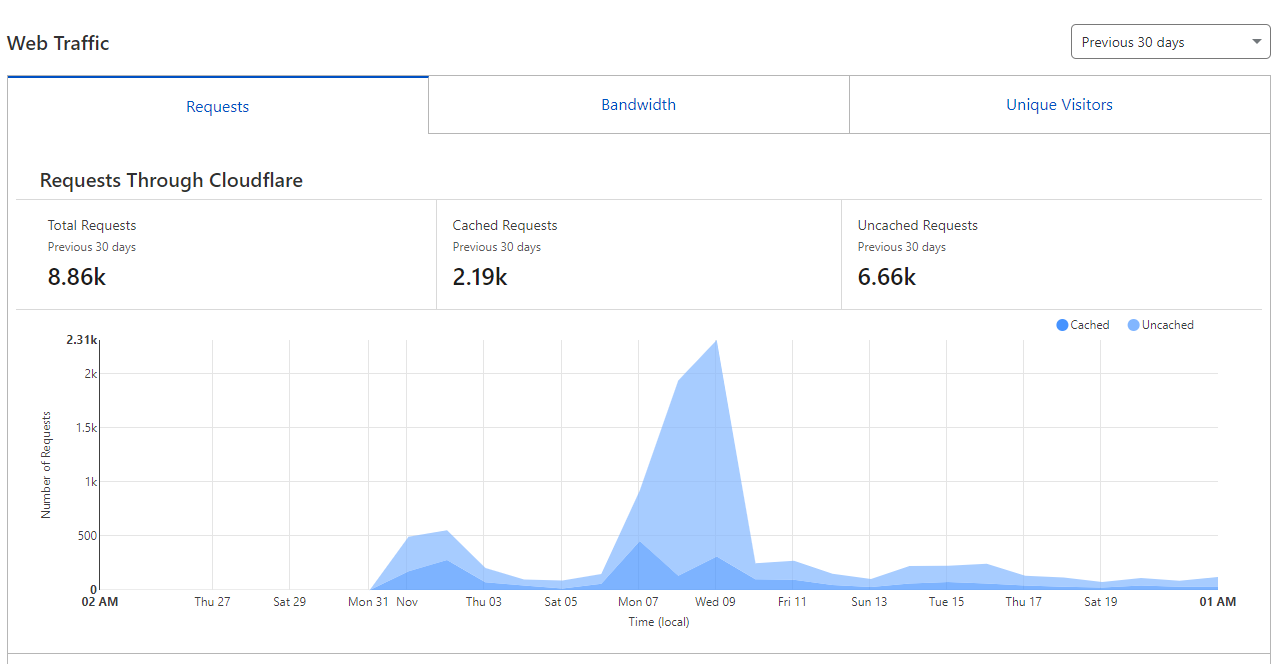 Web Traffic
Previous 30 days
Requests
Bandwidth
Unique Visitors
Requests Through Cloudflare
Total Requests
Previous 30 days
8.86k
Cached Requests
Previous 30 days
2.19k
Uncached Requests
Previous 30 days
6.66k
Cached
Uncached
Number of Requests
2.31k
2k
1.5k
1k
500
0
02 AM
Thu 27
Sat 29
Mon 31
Nov
Thu 03
Sat 05
Mon 07
Wed 09
Fri 11
Sun 13
Tue 15
Thu 17
Sat 19
01 AM
Time (local)